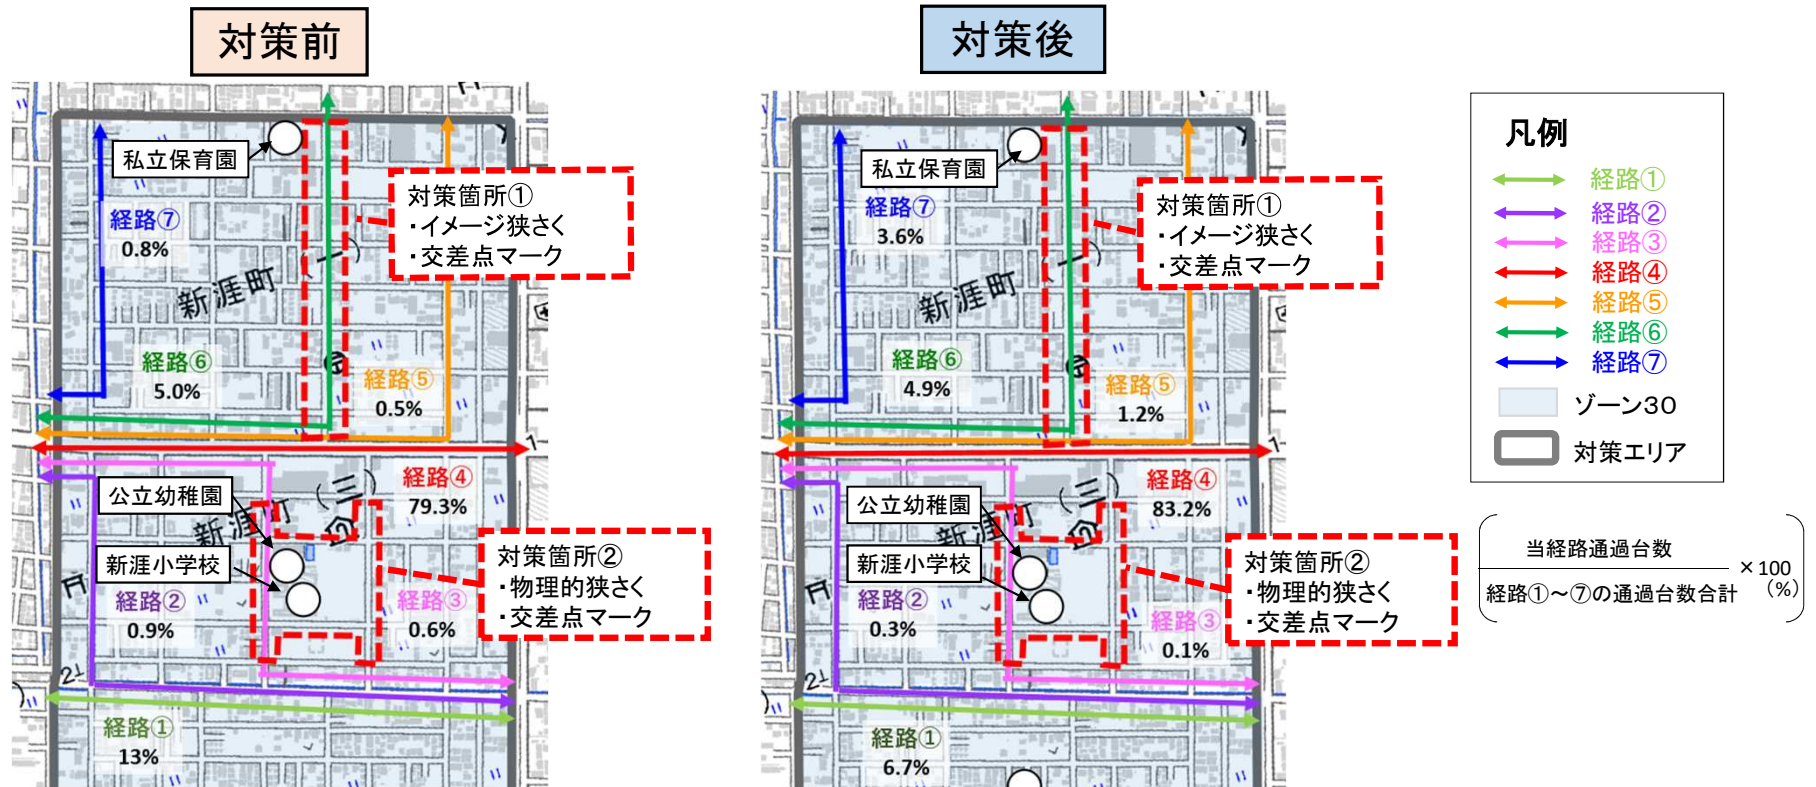 対策前
私立保育園
対策箇所①
・イメージ狭さく
・交差点マーク
経路⑦
0.8%
新涯町(一)
経路⑥
5.0%
経路⑤
0.5%
経路④
79.3%
公立幼稚園
新涯町(三)
新涯小学校
対策箇所②
・物理的狭さく
・交差点マーク
経路②
0.9%
経路③
0.6%
経路①
13%
対策後
私立保育園
対策箇所①
・イメージ狭さく
・交差点マーク
経路⑦
3.6%
新涯町(一)
経路⑥
4.9%
経路⑤
1.2%
経路④
83.2%
公立幼稚園
新涯町(三)
新涯小学校
対策箇所②
・物理的狭さく
・交差点マーク
経路②
0.3%
経路③
0.1%
経路①
6.7%
凡例
経路①
経路②
経路③
経路④
経路⑤
経路⑥
経路⑦
ゾーン30
対策エリア
当経路通過台数
経路①～⑦の通過台数合計
×100
(%)